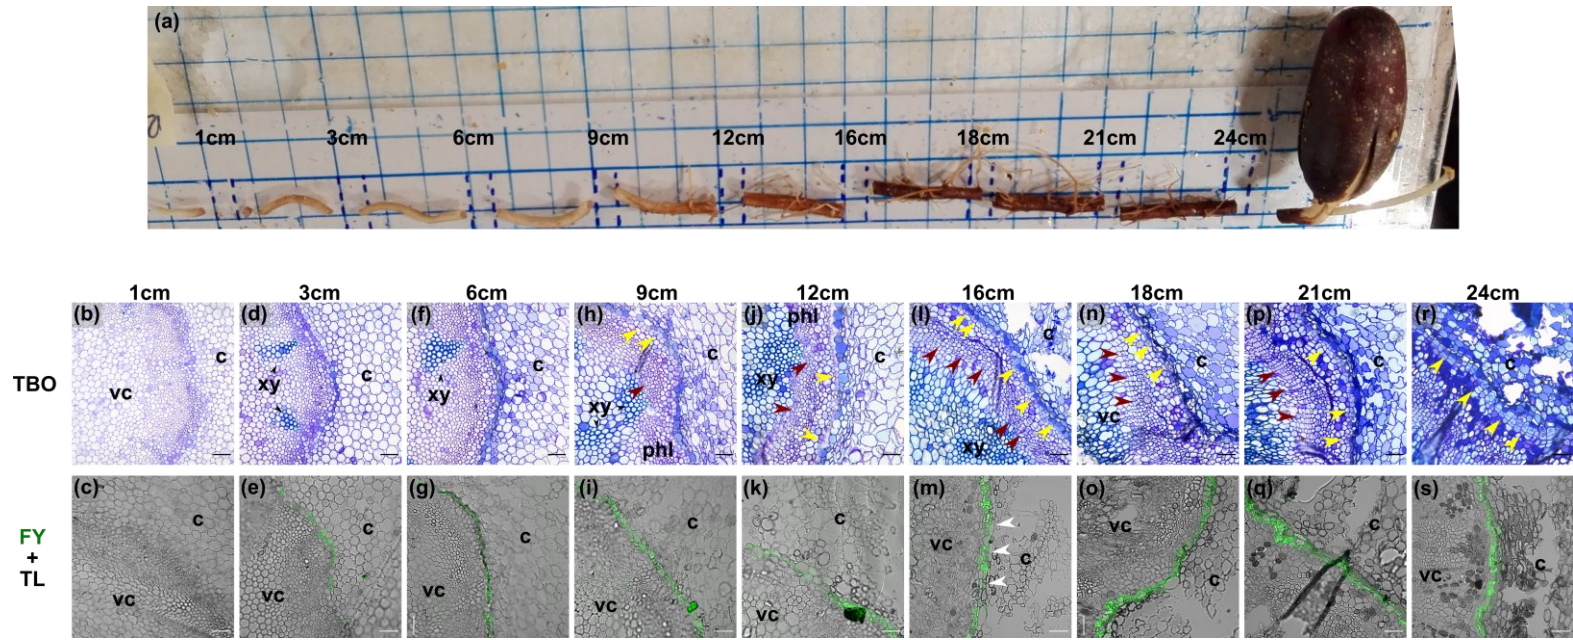 (a)
1cm 3cm 6cm 9cm 12cm 16cm 18cm 21cm 24cm
1cm 3cm 6cm 9cm 12cm 16cm 18cm 21cm 24cm
TBO
(b) vc c
(d) xy c
(f) xy c
(h) xy phl c
(j) phl xy c
(l) xy c
(n) vc c
(p) c
(r) c
FY
+
TL
(c) vc c
(e) vc c
(g) vc c
(i) vc c
(k) vc c
(m) vc c
(o) vc c
(q) vc c
(s) vc c